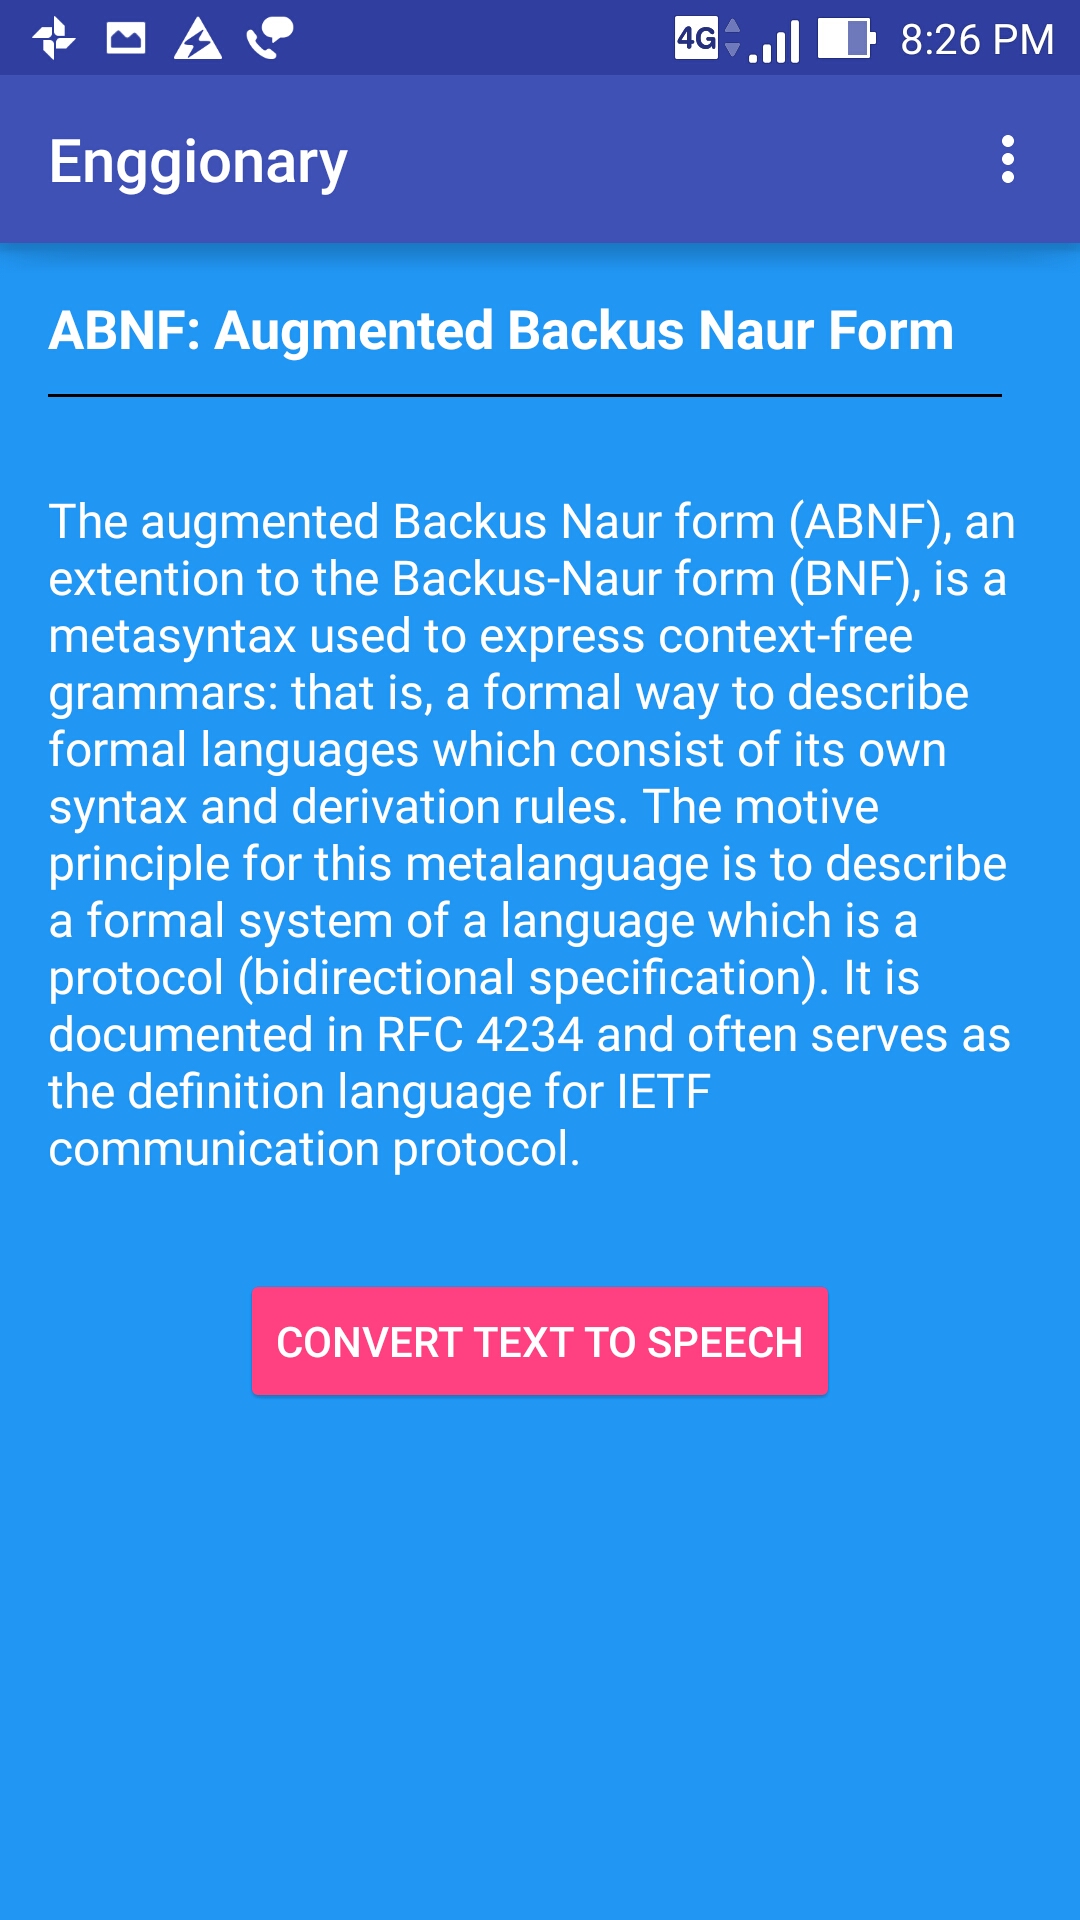 4G 8:26 PM
Enggionary
ABNF: Augmented Backus Naur Form
The augmented Backus Naur form (ABNF), an
extention to the Backus-Naur form (BNF), is a
metasyntax used to express context-free
grammars: that is, a formal way to describe
formal languages which consist of its own
syntax and derivation rules. The motive
principle for this metalanguage is to describe
a formal system of a language which is a
protocol (bidirectional specification). It is
documented in RFC 4234 and often serves as
the definition language for IETF
communication protocol.
CONVERT TEXT TO SPEECH